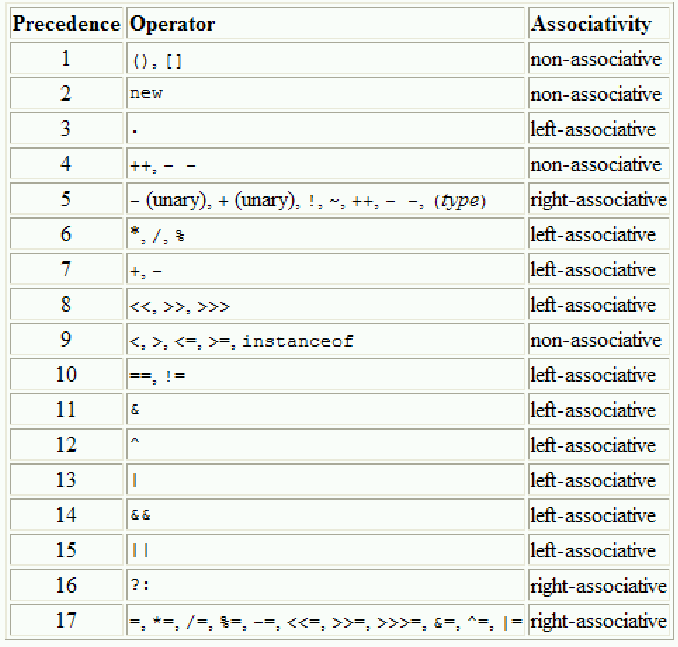 Precedence Operator Associativity
1 (), [] non-associative
2 new non-associative
3 . left-associative
4 ++, - - non-associative
5 - (unary), + (unary), !, ~, ++, - -, (type) right-associative
6 *, /, % left-associative
7 +, - left-associative
8 <<, >>, >>> left-associative
9 <, >, <=, >=, instanceof non-associative
10 ==, != left-associative
11 & left-associative
12 ^ left-associative
13 | left-associative
14 && left-associative
15 || left-associative
16 ?: right-associative
17 =, *=, /=, %=, -=, <<=, >>=, >>>=, &=, ^=, |= right-associative